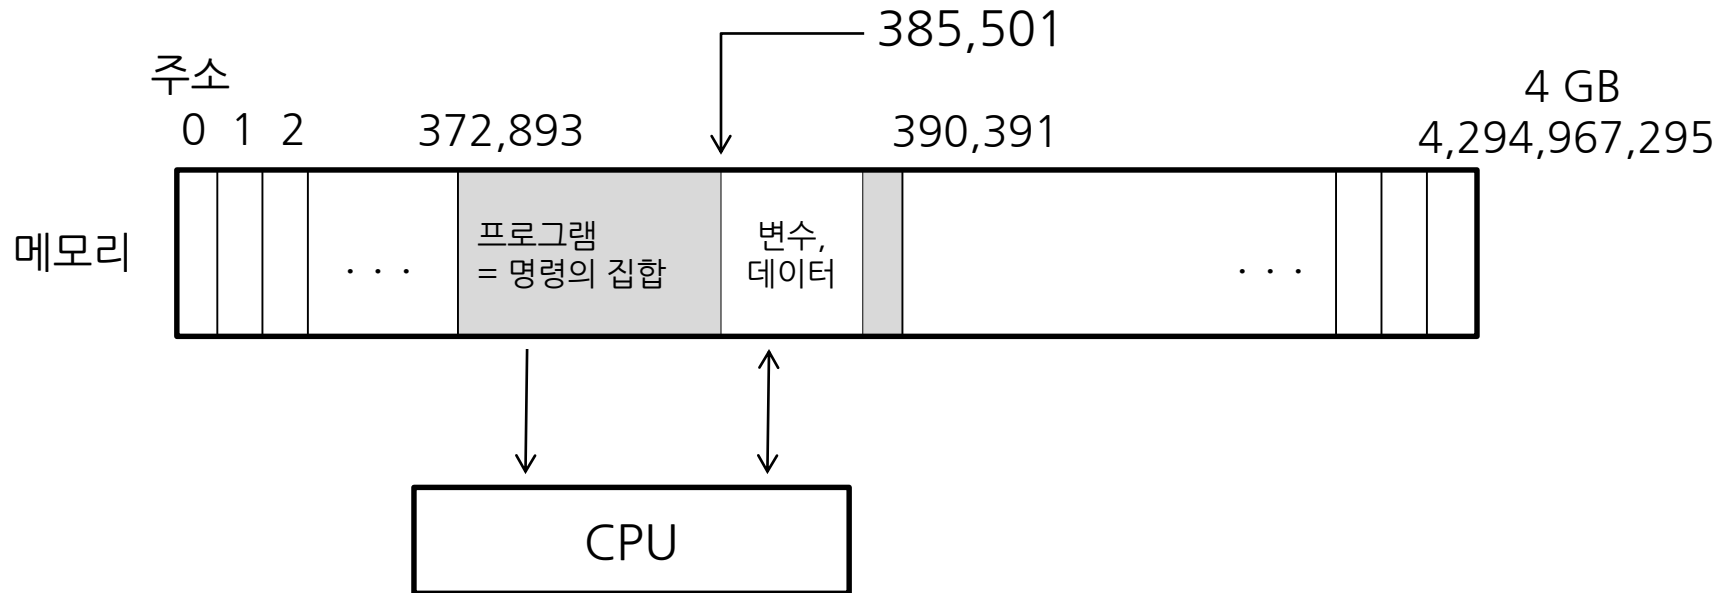 385,501
주소
4 GB
0 1 2 372,893 390,391 4,294,967,295
메모리
. . .
프로그램
= 명령의 집합
변수,
데이터
. . .
CPU